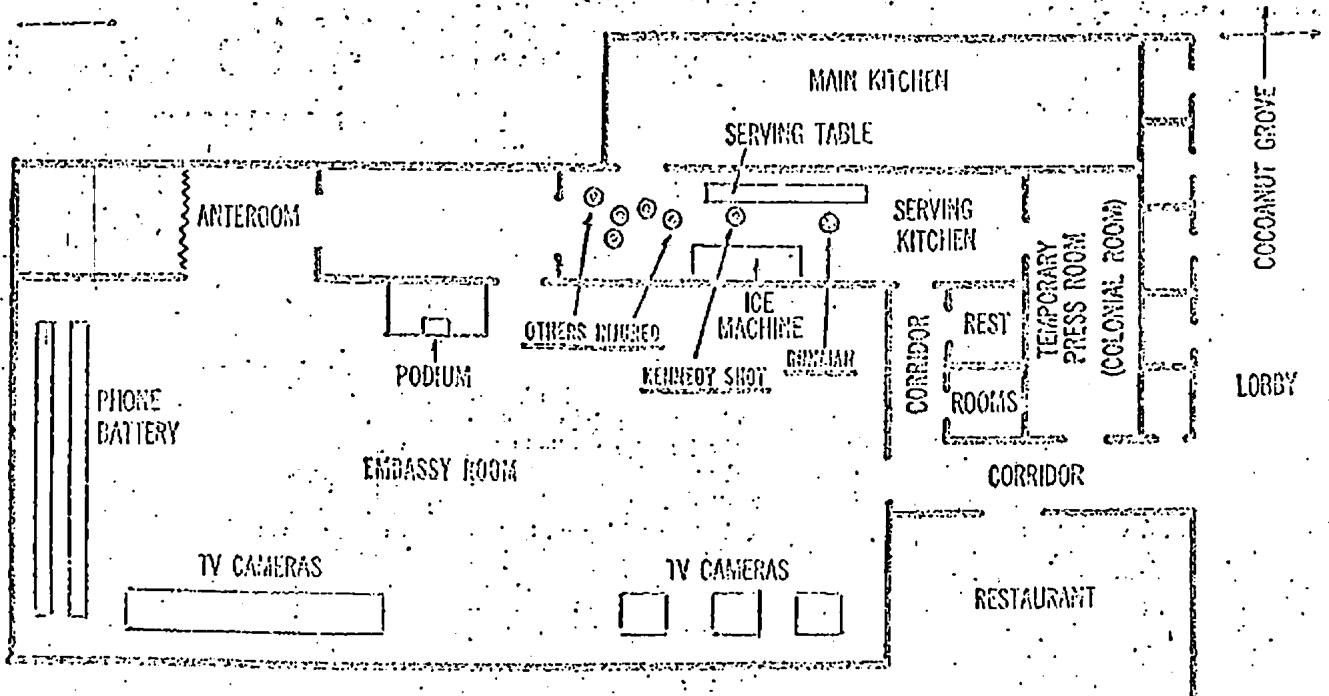 MAIN KITCHEN
SERVING TABLE
COCOANUT GROVE
ANTEROOM
SERVING
KITCHEN
TEMPORARY
PRESS ROOM
(COLONIAL ROOM)
OTHERS INJURED
ICE
MACHINE
KENNEDY SHOT
GUNMAN
CORRIDOR
REST
ROOMS
PODIUM
LOBBY
PHONE
BATTERY
EMBASSY ROOM
CORRIDOR
TV CAMERAS
TV CAMERAS
RESTAURANT